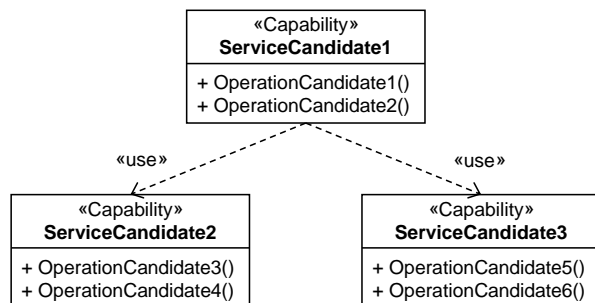 «Capability»
ServiceCandidate1
+ OperationCandidate1()
+ OperationCandidate2()
«use»
«use»
«Capability»
ServiceCandidate2
+ OperationCandidate3()
+ OperationCandidate4()
«Capability»
ServiceCandidate3
+ OperationCandidate5()
+ OperationCandidate6()